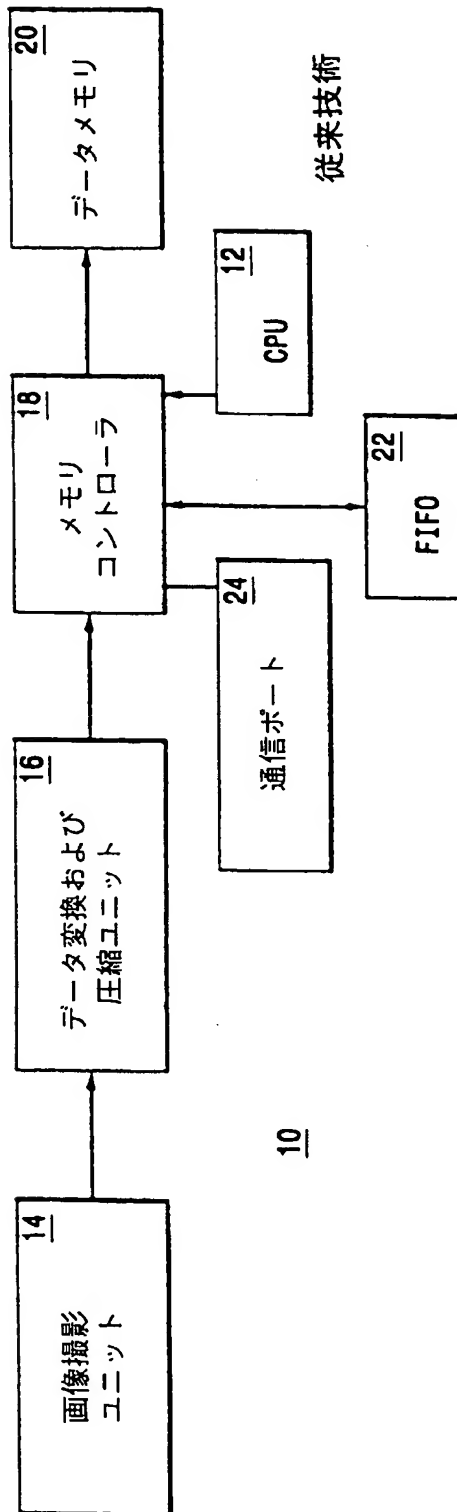 14
画像撮影
ユニット
16
データ変換および
圧縮ユニット
18
メモリ
コントローラ
20
データメモリ
24
通信ポート
12
CPU
22
FIFO
10
従来技術